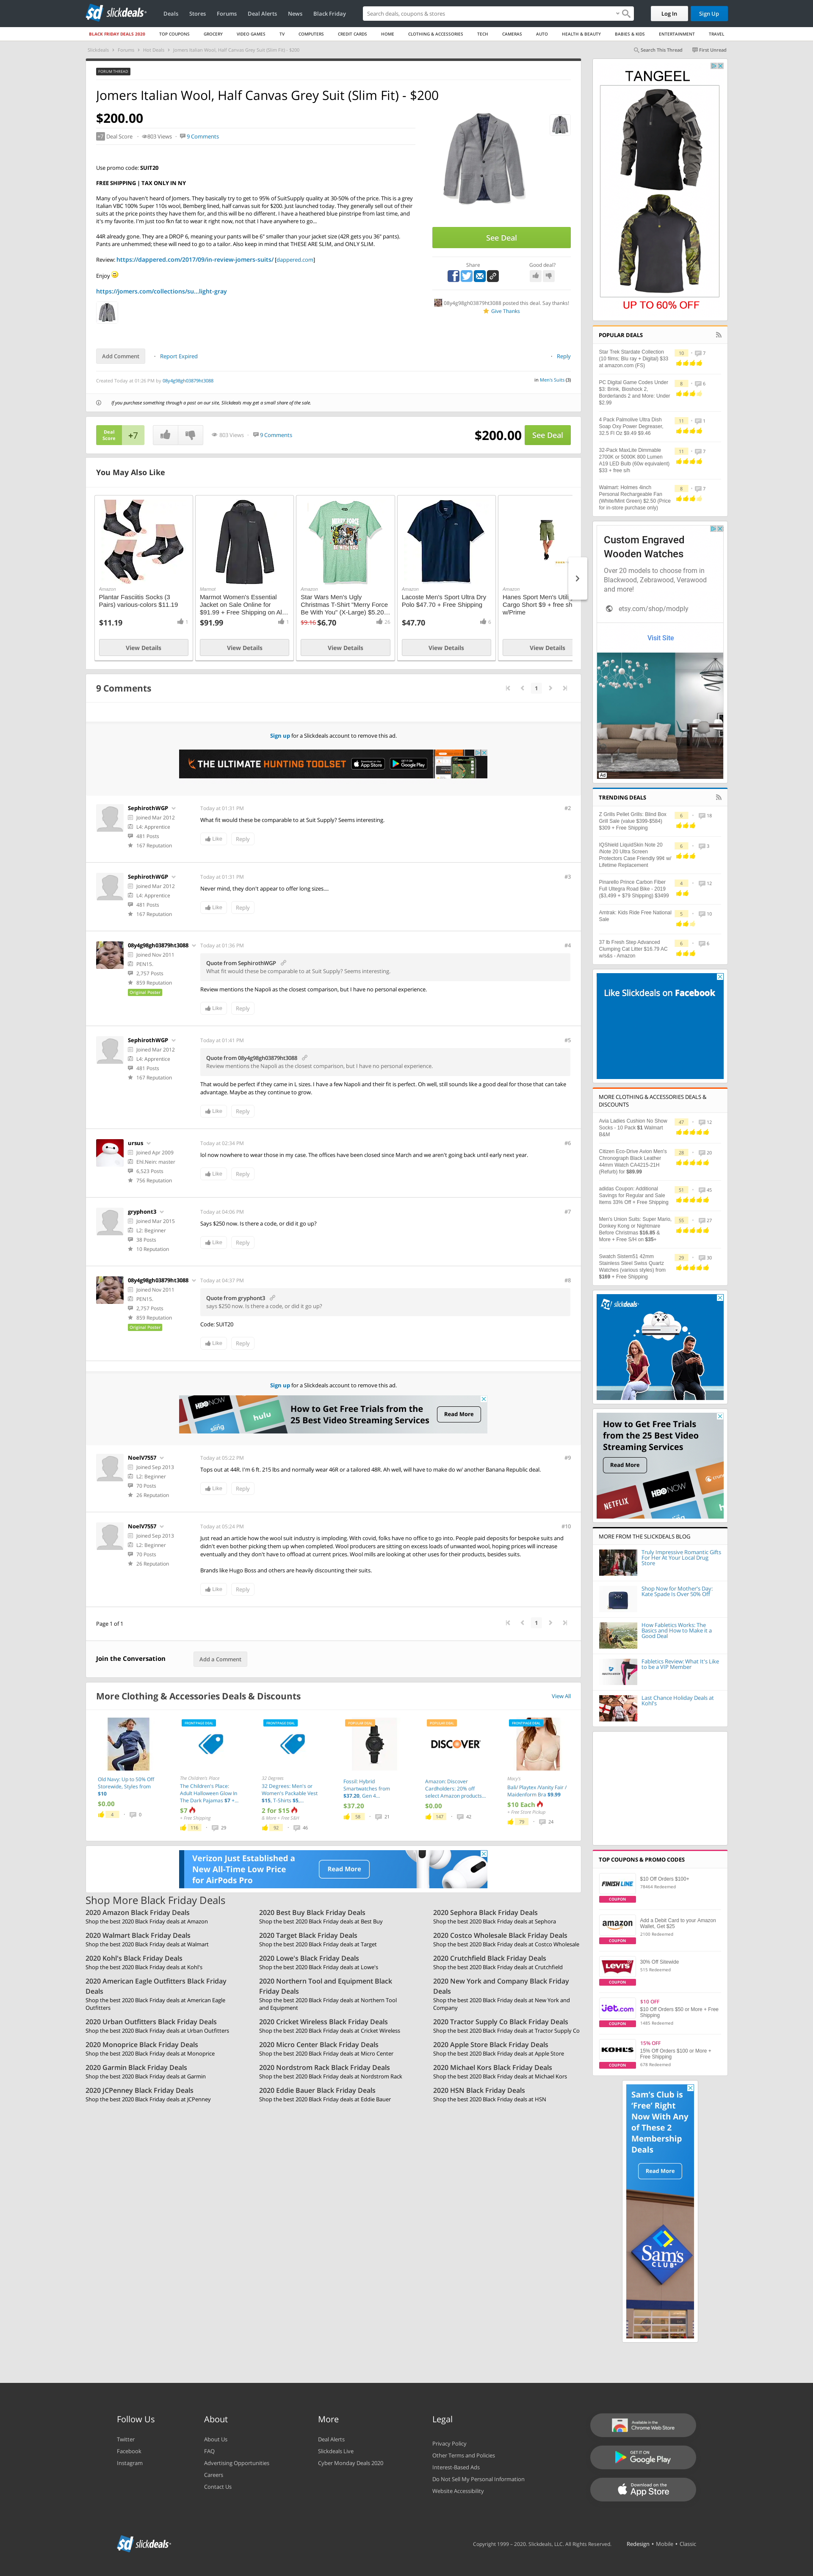 slickdeals
Deals Stores Forums Deal Alerts News Black Friday
Search deals, coupons & stores
Log In Sign Up
BLACK FRIDAY DEALS 2020 TOP COUPONS GROCERY VIDEO GAMES TV COMPUTERS CREDIT CARDS HOME CLOTHING & ACCESSORIES TECH CAMERAS AUTO HEALTH & BEAUTY BABIES & KIDS ENTERTAINMENT TRAVEL
Slickdeals > Forums > Hot Deals > Jomers Italian Wool, Half Canvas Grey Suit (Slim Fit) - $200
Search This Thread First Unread
FORUM THREAD
Jomers Italian Wool, Half Canvas Grey Suit (Slim Fit) - $200
$200.00
+7 Deal Score 803 Views 9 Comments
Use promo code: SUIT20
FREE SHIPPING | TAX ONLY IN NY
Many of you haven't heard of Jomers. They basically try to get to 95% of SuitSupply quality at 30-50% of the price. This is a grey
Italian VBC 100% Super 110s wool, Bemberg lined, half canvas suit for $200. Just launched today. They generally sell out of their
suits at the price points they have them for, and this will be no different. I have a heathered blue pinstripe from last time, and
it's my favorite. I'm just too fkn fat to wear it right now, not that I have anywhere to go...
44R already gone. They are a DROP 6, meaning your pants will be 6" smaller than your jacket size (42R gets you 36" pants).
Pants are unhemmed; these will need to go to a tailor. Also keep in mind that THESE ARE SLIM, and ONLY SLIM.
Review: https://dappered.com/2017/09/in-review-jomers-suits/ [dappered.com]
Enjoy
https://jomers.com/collections/su...light-gray
See Deal
Share Good deal?
08y4g98gh03879ht3088 posted this deal. Say thanks!
Give Thanks
Add Comment Report Expired Reply
Created Today at 01:26 PM by 08y4g98gh03879ht3088
in Men's Suits (3)
If you purchase something through a post on our site, Slickdeals may get a small share of the sale.
Deal Score +7 803 Views 9 Comments $200.00 See Deal
You May Also Like
Amazon
Plantar Fasciitis Socks (3
Pairs) various-colors $11.19
$11.19 1
View Details
Marmot
Marmot Women's Essential
Jacket on Sale Online for
$91.99 + Free Shipping on Al...
$91.99 1
View Details
Amazon
Star Wars Men's Ugly
Christmas T-Shirt "Merry Force
Be With You" (X-Large) $5.20...
$9.16 $6.70 26
View Details
Amazon
Lacoste Men's Sport Ultra Dry
Polo $47.70 + Free Shipping
$47.70 6
View Details
Amazon
Hanes Sport Men's Utili
Cargo Short $9 + free sh
w/Prime
$9.00
View Details
9 Comments
1
Sign up for a Slickdeals account to remove this ad.
THE ULTIMATE HUNTING TOOLSET App Store Google Play
SephirothWGP Today at 01:31 PM #2
Joined Mar 2012
L4: Apprentice
481 Posts
167 Reputation
What fit would these be comparable to at Suit Supply? Seems interesting.
Like Reply
SephirothWGP Today at 01:31 PM #3
Joined Mar 2012
L4: Apprentice
481 Posts
167 Reputation
Never mind, they don't appear to offer long sizes....
Like Reply
08y4g98gh03879ht3088 Today at 01:36 PM #4
Joined Nov 2011
PEN15.
2,757 Posts
859 Reputation
Original Poster
Quote from SephirothWGP
What fit would these be comparable to at Suit Supply? Seems interesting.
Review mentions the Napoli as the closest comparison, but I have no personal experience.
Like Reply
SephirothWGP Today at 01:41 PM #5
Joined Mar 2012
L4: Apprentice
481 Posts
167 Reputation
Quote from 08y4g98gh03879ht3088
Review mentions the Napoli as the closest comparison, but I have no personal experience.
That would be perfect if they came in L sizes. I have a few Napoli and their fit is perfect. Oh well, still sounds like a good deal for those that can take
advantage. Maybe as they continue to grow.
Like Reply
ursus Today at 02:34 PM #6
Joined Apr 2009
Eht Nein: master
6,523 Posts
756 Reputation
lol now nowhere to wear those in my case. The offices have been closed since March and we aren't going back until early next year.
Like Reply
gryphont3 Today at 04:06 PM #7
Joined Mar 2015
L2: Beginner
38 Posts
10 Reputation
Says $250 now. Is there a code, or did it go up?
Like Reply
08y4g98gh03879ht3088 Today at 04:37 PM #8
Joined Nov 2011
PEN15.
2,757 Posts
859 Reputation
Original Poster
Quote from gryphont3
says $250 now, Is there a code, or did it go up?
Code: SUIT20
Like Reply
Sign up for a Slickdeals account to remove this ad.
How to Get Free Trials from the
25 Best Video Streaming Services
Read More
NoelV7557 Today at 05:22 PM #9
Joined Sep 2013
L2: Beginner
70 Posts
26 Reputation
Tops out at 44R. I'm 6 ft. 215 lbs and normally wear 46R or a tailored 48R. Ah well, will have to make do w/ another Banana Republic deal.
Like Reply
NoelV7557 Today at 05:24 PM #10
Joined Sep 2013
L2: Beginner
70 Posts
26 Reputation
Just read an article how the wool suit industry is imploding. With covid, folks have no office to go into. People paid deposits for bespoke suits and
didn't even bother picking them up when completed. Wool producers are sitting on excess loads of unwanted wool, hoping prices will increase
eventually and they don't have to offload at current prices. Wool mills are looking at other uses for their products, besides suits.
Brands like Hugo Boss and others are heavily discounting their suits.
Like Reply
Page 1 of 1
1
Join the Conversation Add a Comment
More Clothing & Accessories Deals & Discounts View All
Old Navy: Up to 50% Off
Storewide, Styles from
$10
$0.00
4 0
FRONTPAGE DEAL
The Children's Place
The Children's Place:
Adult Halloween Glow in
The Dark Pajamas $7 +...
$7
+ Free Shipping
116 29
FRONTPAGE DEAL
32 Degrees
32 Degrees: Men's or
Women's Packable Vest
$15, T-Shirts $5...
2 for $15
& More + Free S&H
92 46
POPULAR DEAL
Fossil: Hybrid
Smartwatches from
$37.20, Gen 4...
$37.20
58 21
POPULAR DEAL
DISCOVER
Amazon: Discover
Cardholders: 20% off
select Amazon products...
$0.00
147 42
FRONTPAGE DEAL
Macy's
Bali/ Playtex /Vanity Fair /
Maidenform Bra $9.99
$10 Each
+ Free Store Pickup
79 24
Verizon Just Established a
New All-Time Low Price
for AirPods Pro
Read More
Shop More Black Friday Deals
2020 Amazon Black Friday Deals
Shop the best 2020 Black Friday deals at Amazon
2020 Best Buy Black Friday Deals
Shop the best 2020 Black Friday deals at Best Buy
2020 Sephora Black Friday Deals
Shop the best 2020 Black Friday deals at Sephora
2020 Walmart Black Friday Deals
Shop the best 2020 Black Friday deals at Walmart
2020 Target Black Friday Deals
Shop the best 2020 Black Friday deals at Target
2020 Costco Wholesale Black Friday Deals
Shop the best 2020 Black Friday deals at Costco Wholesale
2020 Kohl's Black Friday Deals
Shop the best 2020 Black Friday deals at Kohl's
2020 Lowe's Black Friday Deals
Shop the best 2020 Black Friday deals at Lowe's
2020 Crutchfield Black Friday Deals
Shop the best 2020 Black Friday deals at Crutchfield
2020 American Eagle Outfitters Black Friday
Deals
Shop the best 2020 Black Friday deals at American Eagle
Outfitters
2020 Northern Tool and Equipment Black
Friday Deals
Shop the best 2020 Black Friday deals at Northern Tool
and Equipment
2020 New York and Company Black Friday
Deals
Shop the best 2020 Black Friday deals at New York and
Company
2020 Urban Outfitters Black Friday Deals
Shop the best 2020 Black Friday deals at Urban Outfitters
2020 Cricket Wireless Black Friday Deals
Shop the best 2020 Black Friday deals at Cricket Wireless
2020 Tractor Supply Co Black Friday Deals
Shop the best 2020 Black Friday deals at Tractor Supply Co
2020 Monoprice Black Friday Deals
Shop the best 2020 Black Friday deals at Monoprice
2020 Micro Center Black Friday Deals
Shop the best 2020 Black Friday deals at Micro Center
2020 Apple Store Black Friday Deals
Shop the best 2020 Black Friday deals at Apple Store
2020 Garmin Black Friday Deals
Shop the best 2020 Black Friday deals at Garmin
2020 Nordstrom Rack Black Friday Deals
Shop the best 2020 Black Friday deals at Nordstrom Rack
2020 Michael Kors Black Friday Deals
Shop the best 2020 Black Friday deals at Michael Kors
2020 JCPenney Black Friday Deals
Shop the best 2020 Black Friday deals at JCPenney
2020 Eddie Bauer Black Friday Deals
Shop the best 2020 Black Friday deals at Eddie Bauer
2020 HSN Black Friday Deals
Shop the best 2020 Black Friday deals at HSN
TANGEEL
UP TO 60% OFF
POPULAR DEALS
Star Trek Stardate Collection
(10 films; Blu ray + Digital) $33
at amazon.com (FS)
10 7
PC Digital Game Codes Under
$3: Brink, Bioshock 2,
Borderlands 2 and More: Under
$2.99
8 6
4 Pack Palmolive Ultra Dish
Soap Oxy Power Degreaser,
32.5 Fl Oz $9.49 $9.46
11 1
32-Pack MaxLite Dimmable
2700K or 5000K 800 Lumen
A19 LED Bulb (60w equivalent)
$33 + free s/h
11 7
Walmart: Holmes 4inch
Personal Rechargeable Fan
(White/Mint Green) $2.50 (Price
for in-store purchase only)
8 7
Custom Engraved
Wooden Watches
Over 20 models to choose from in
Blackwood, Zebrawood, Verawood
and more!
etsy.com/shop/modply
Visit Site
Ad
TRENDING DEALS
Z Grills Pellet Grills: Blind Box
Grill Sale (value $399-$564)
$309 + Free Shipping
6 18
IQShield LiquidSkin Note 20
/Note 20 Ultra Screen
Protectors Case Friendly 99¢ w/
Lifetime Replacement
6 3
Pinarello Prince Carbon Fiber
Full Ultegra Road Bike - 2019
($3,499 + $79 Shipping) $3499
4 12
Amtrak: Kids Ride Free National
Sale
5 10
37 lb Fresh Step Advanced
Clumping Cat Litter $16.79 AC
w/s&s - Amazon
6 6
Like Slickdeals on Facebook
MORE CLOTHING & ACCESSORIES DEALS &
DISCOUNTS
Avia Ladies Cushion No Show
Socks - 10 Pack $1 Walmart
B&M
47 12
Citizen Eco-Drive Axion Men's
Chronograph Black Leather
44mm Watch CA4215-21H
(Refurb) for $89.99
28 20
adidas Coupon: Additional
Savings for Regular and Sale
Items 33% Off + Free Shipping
51 45
Men's Union Suits: Super Mario,
Donkey Kong or Nightmare
Before Christmas $16.85 &
More + Free S/H on $35+
55 27
Swatch Sistem51 42mm
Stainless Steel Swiss Quartz
Watches (various styles) from
$169 + Free Shipping
29 30
slickdeals
How to Get Free Trials
from the 25 Best Video
Streaming Services
Read More
NETFLIX HBO NOW
MORE FROM THE SLICKDEALS BLOG
Truly Impressive Romantic Gifts
For Her At Your Local Drug
Store
Shop Now for Mother's Day:
Kate Spade Is Over 50% Off
How Fabletics Works: The
Basics and How to Make it a
Good Deal
Fabletics Review: What It's Like
to be a VIP Member
Last Chance Holiday Deals at
Kohl's
TOP COUPONS & PROMO CODES
FINISH LINE
COUPON
$10 Off Orders $100+
78464 Redeemed
amazon
COUPON
Add a Debit Card to your Amazon
Wallet, Get $25
2100 Redeemed
LEVI'S
COUPON
30% Off Sitewide
515 Redeemed
jet.com
COUPON
$10 OFF
$10 Off Orders $50 or More + Free
Shipping
1485 Redeemed
KOHL'S
COUPON
15% OFF
15% Off Orders $100 or More +
Free Shipping
678 Redeemed
Sam's Club is
'Free' Right
Now With Any
of These 2
Membership
Deals
Read More
Sam's
CLUB
Follow Us
Twitter
Facebook
Instagram
About
About Us
FAQ
Advertising Opportunities
Careers
Contact Us
More
Deal Alerts
Slickdeals Live
Cyber Monday Deals 2020
Legal
Privacy Policy
Other Terms and Policies
Interest-Based Ads
Do Not Sell My Personal Information
Website Accessibility
Available in the
Chrome Web Store
GET IT ON
Google Play
Download on the
App Store
slickdeals
Copyright 1999 – 2020. Slickdeals, LLC. All Rights Reserved. Redesign • Mobile • Classic